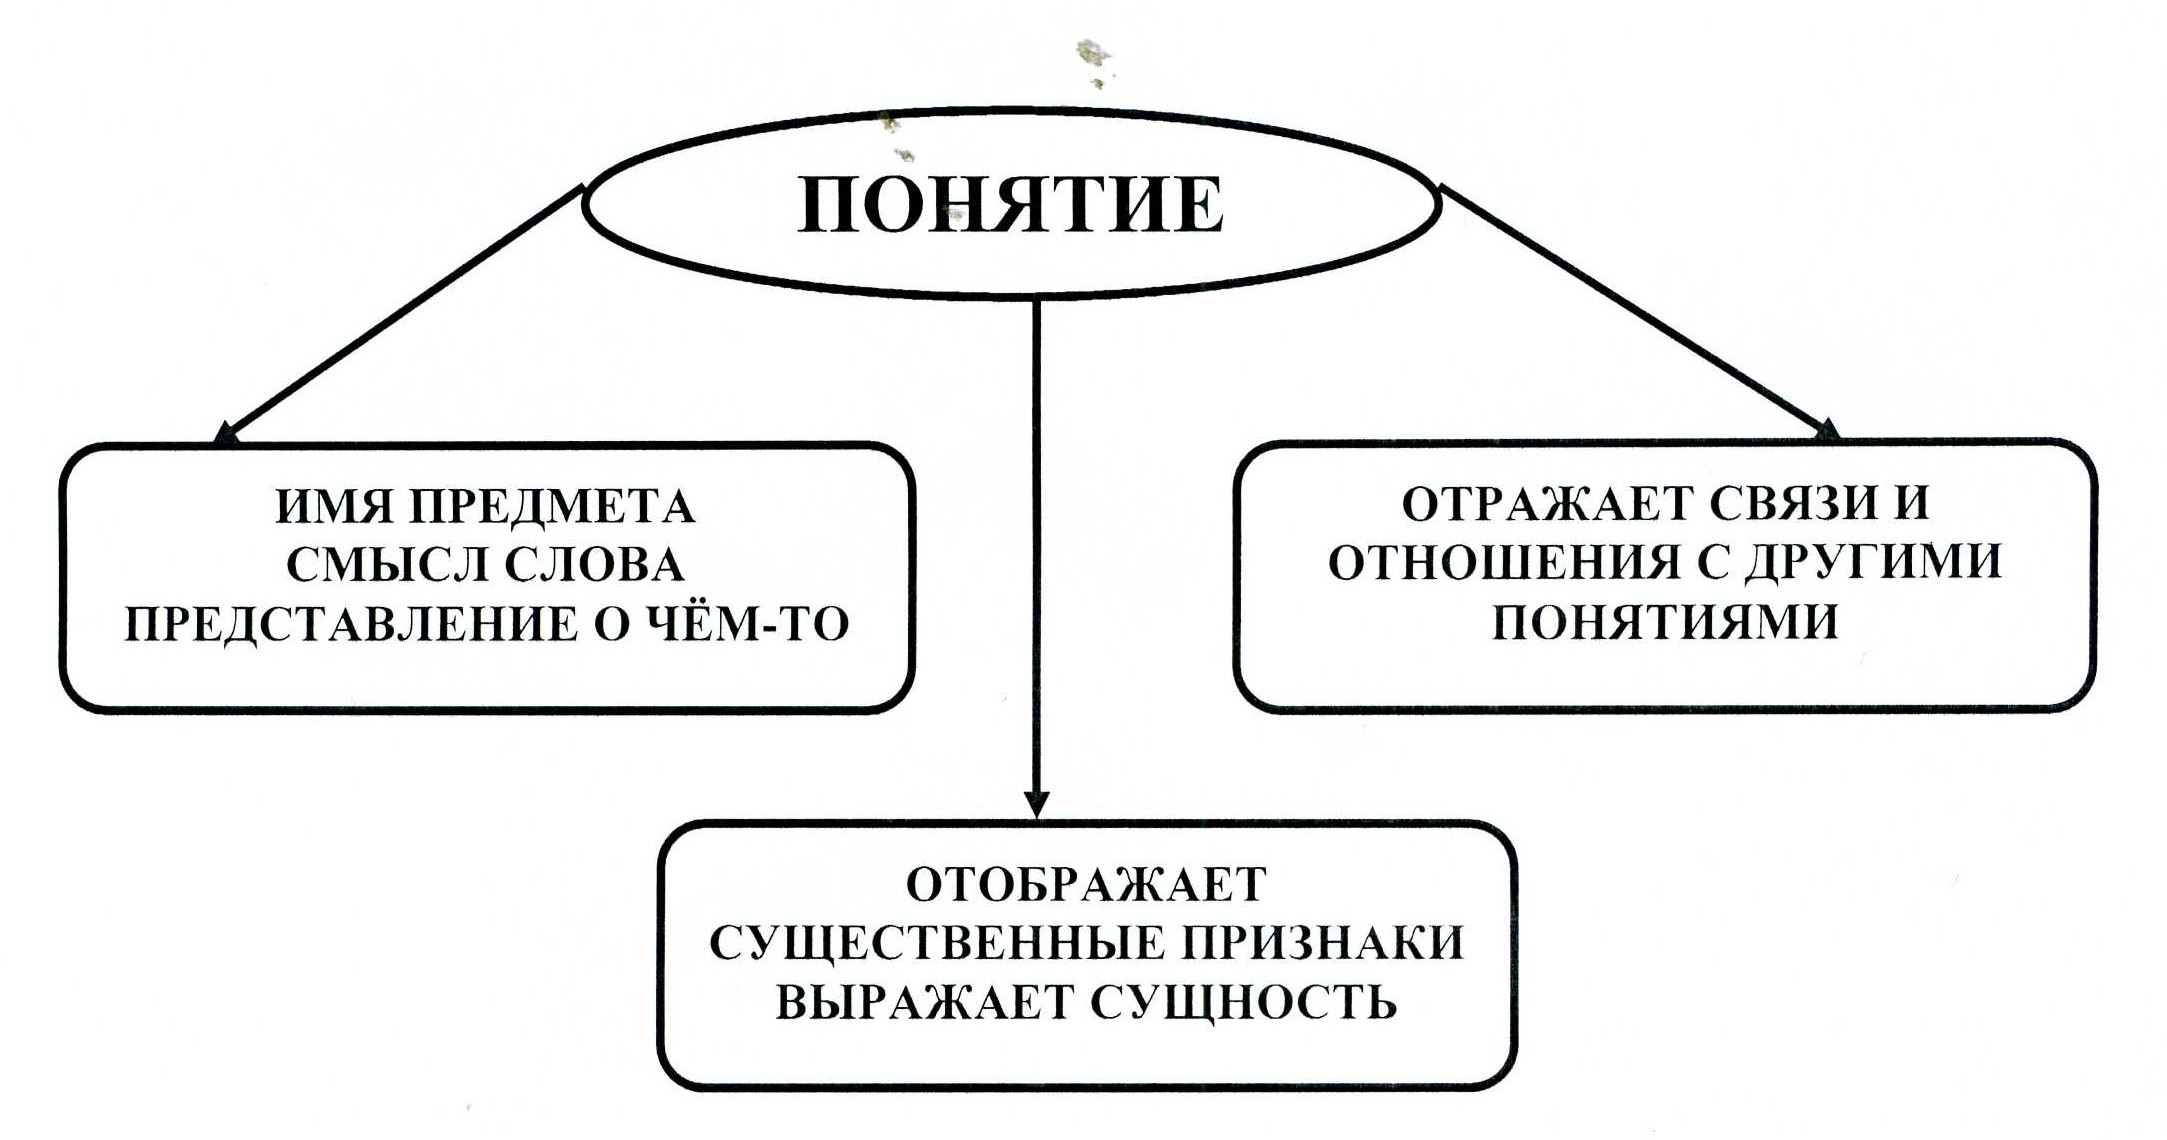 ПОНЯТИЕ
ИМЯ ПРЕДМЕТА
СМЫСЛ СЛОВА
ПРЕДСТАВЛЕНИЕ О ЧЁМ-ТО
ОТРАЖАЕТ СВЯЗИ И
ОТНОШЕНИЯ С ДРУГИМИ
ПОНЯТИЯМИ
ОТОБРАЖАЕТ
СУЩЕСТВЕННЫЕ ПРИЗНАКИ
ВЫРАЖАЕТ СУЩНОСТЬ